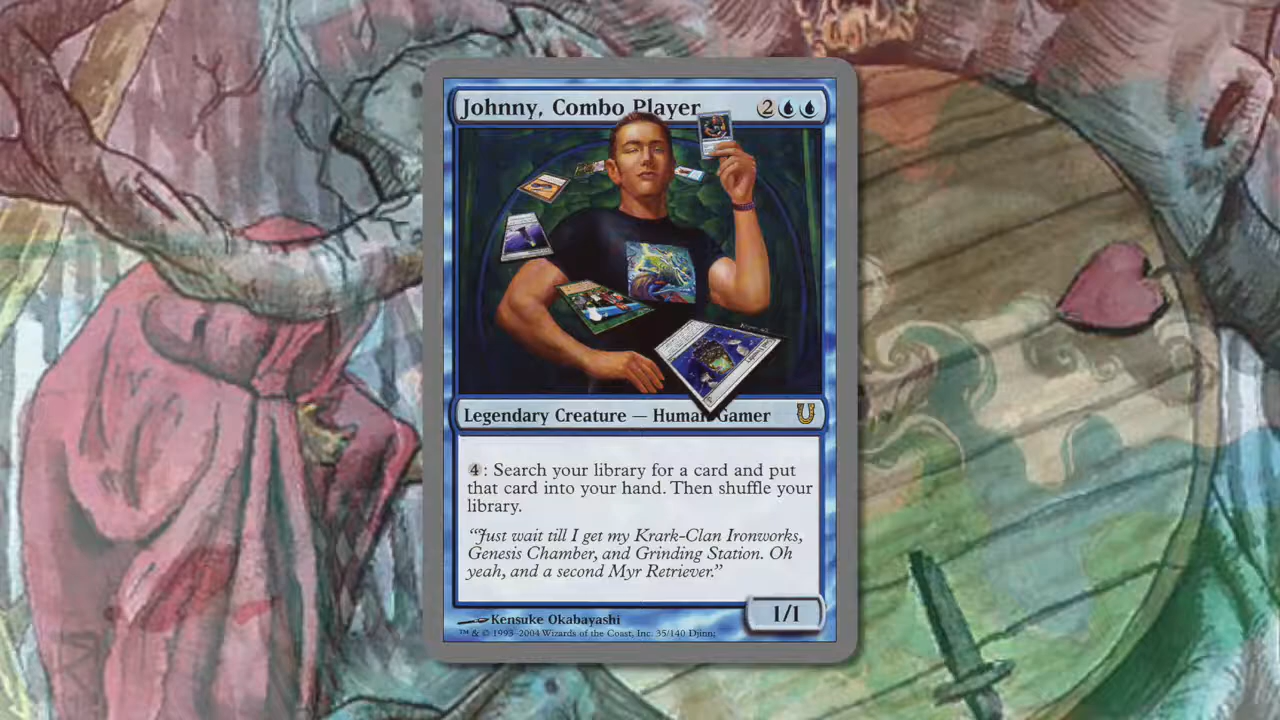 Johnny, Combo Player 2
Legendary Creature — Human Gamer
4: Search your library for a card and put
that card into your hand. Then shuffle your
library.
“Just wait till I get my Krark-Clan Ironworks,
Genesis Chamber, and Grinding Station. Oh
yeah, and a second Myr Retriever.”
1/1
Kensuke Okabayashi
™ & © 1993–2004 Wizards of the Coast, Inc. 35/140 Djinn;